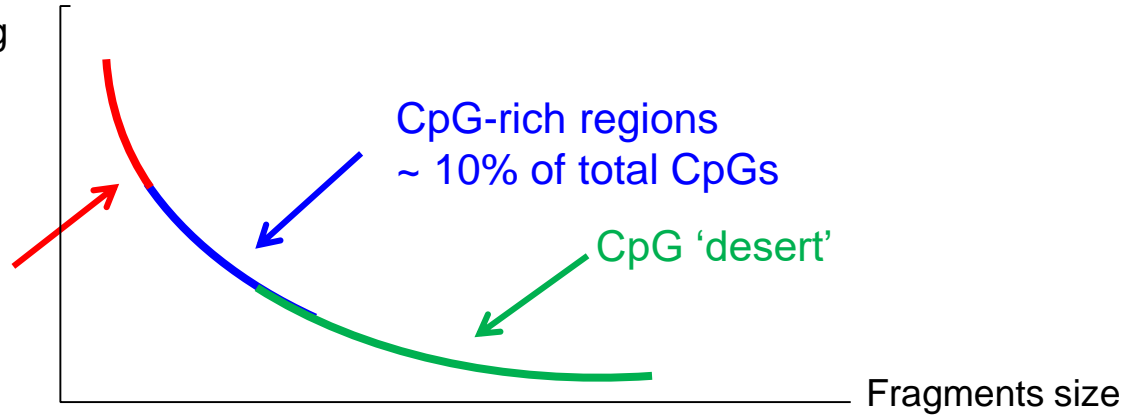 CpG-rich regions
~ 10% of total CpGs
CpG ‘desert’
Fragments size